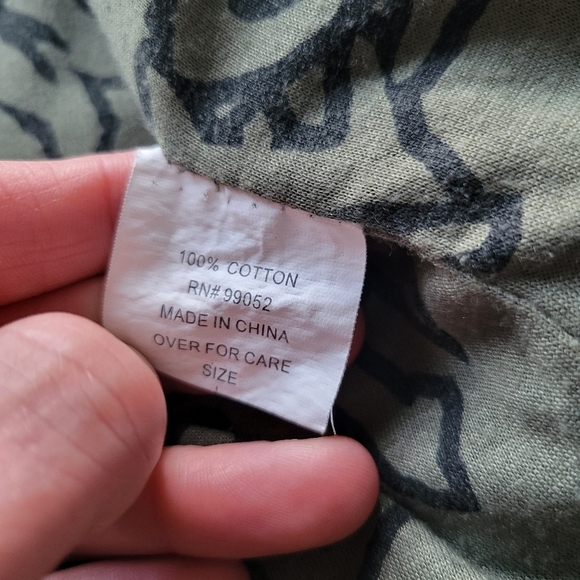 100% COTTON
RN# 99052
MADE IN CHINA
OVER FOR CARE
SIZE